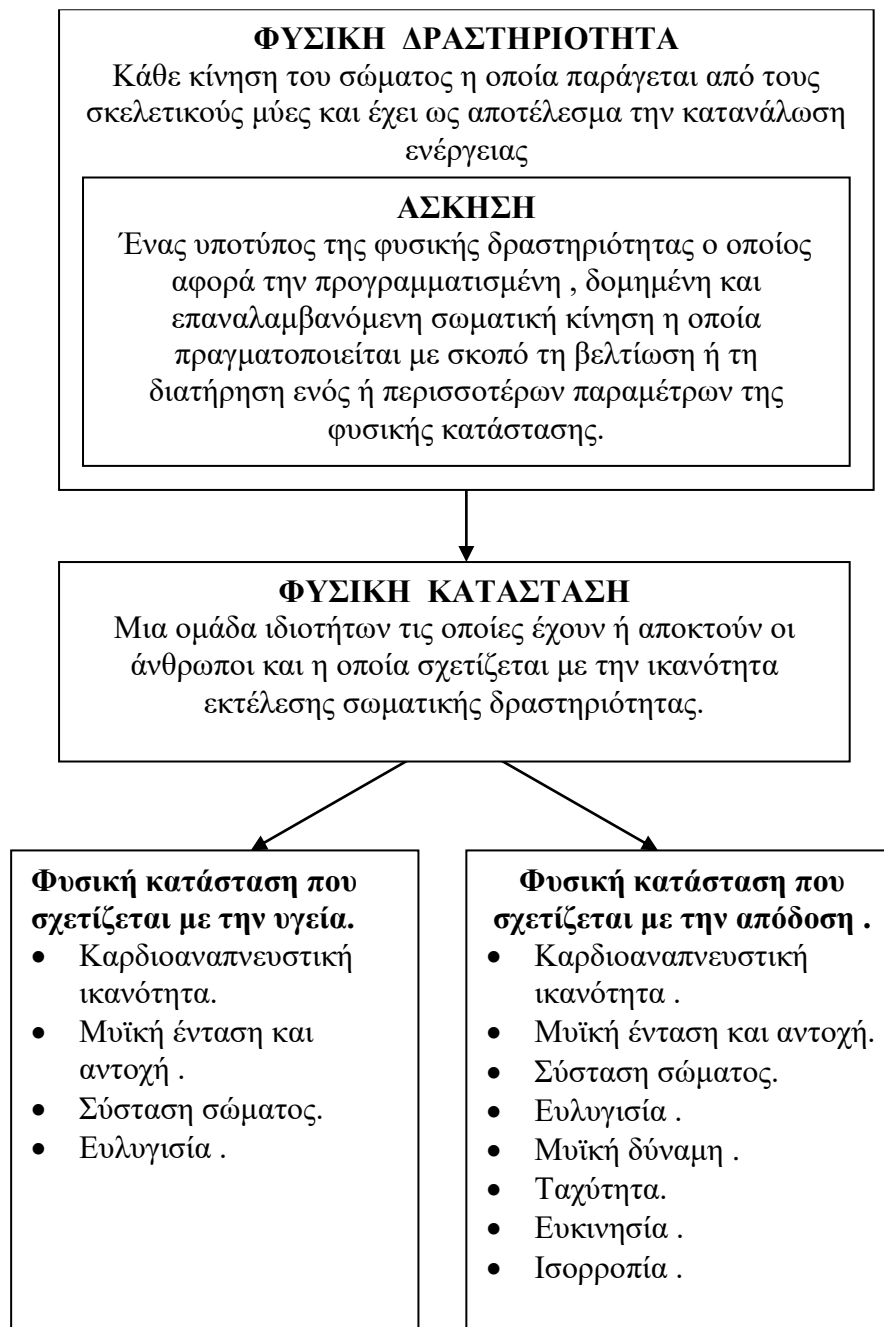 ΦΥΣΙΚΗ ΔΡΑΣΤΗΡΙΟΤΗΤΑ
Κάθε κίνηση του σώματος η οποία παράγεται από τους
σκελετικούς μύες και έχει ως αποτέλεσμα την κατανάλωση
ενέργειας
ΑΣΚΗΣΗ
Ένας υποτύπος της φυσικής δραστηριότητας ο οποίος
αφορά την προγραμματισμένη , δομημένη και
επαναλαμβανόμενη σωματική κίνηση η οποία
πραγματοποιείται με σκοπό τη βελτίωση ή τη
διατήρηση ενός ή περισσοτέρων παραμέτρων της
φυσικής κατάστασης.
ΦΥΣΙΚΗ ΚΑΤΑΣΤΑΣΗ
Μια ομάδα ιδιοτήτων τις οποίες έχουν ή αποκτούν οι
άνθρωποι και η οποία σχετίζεται με την ικανότητα
εκτέλεσης σωματικής δραστηριότητας.
Φυσική κατάσταση που
σχετίζεται με την υγεία.
• Καρδιοαναπνευστική
ικανότητα.
• Μυϊκή ένταση και
αντοχή .
• Σύσταση σώματος.
• Ευλυγισία .
Φυσική κατάσταση που
σχετίζεται με την απόδοση .
• Καρδιοαναπνευστική
ικανότητα .
• Μυϊκή ένταση και αντοχή.
• Σύσταση σώματος.
• Ευλυγισία .
• Μυϊκή δύναμη .
• Ταχύτητα.
• Ευκινησία .
• Ισορροπία .